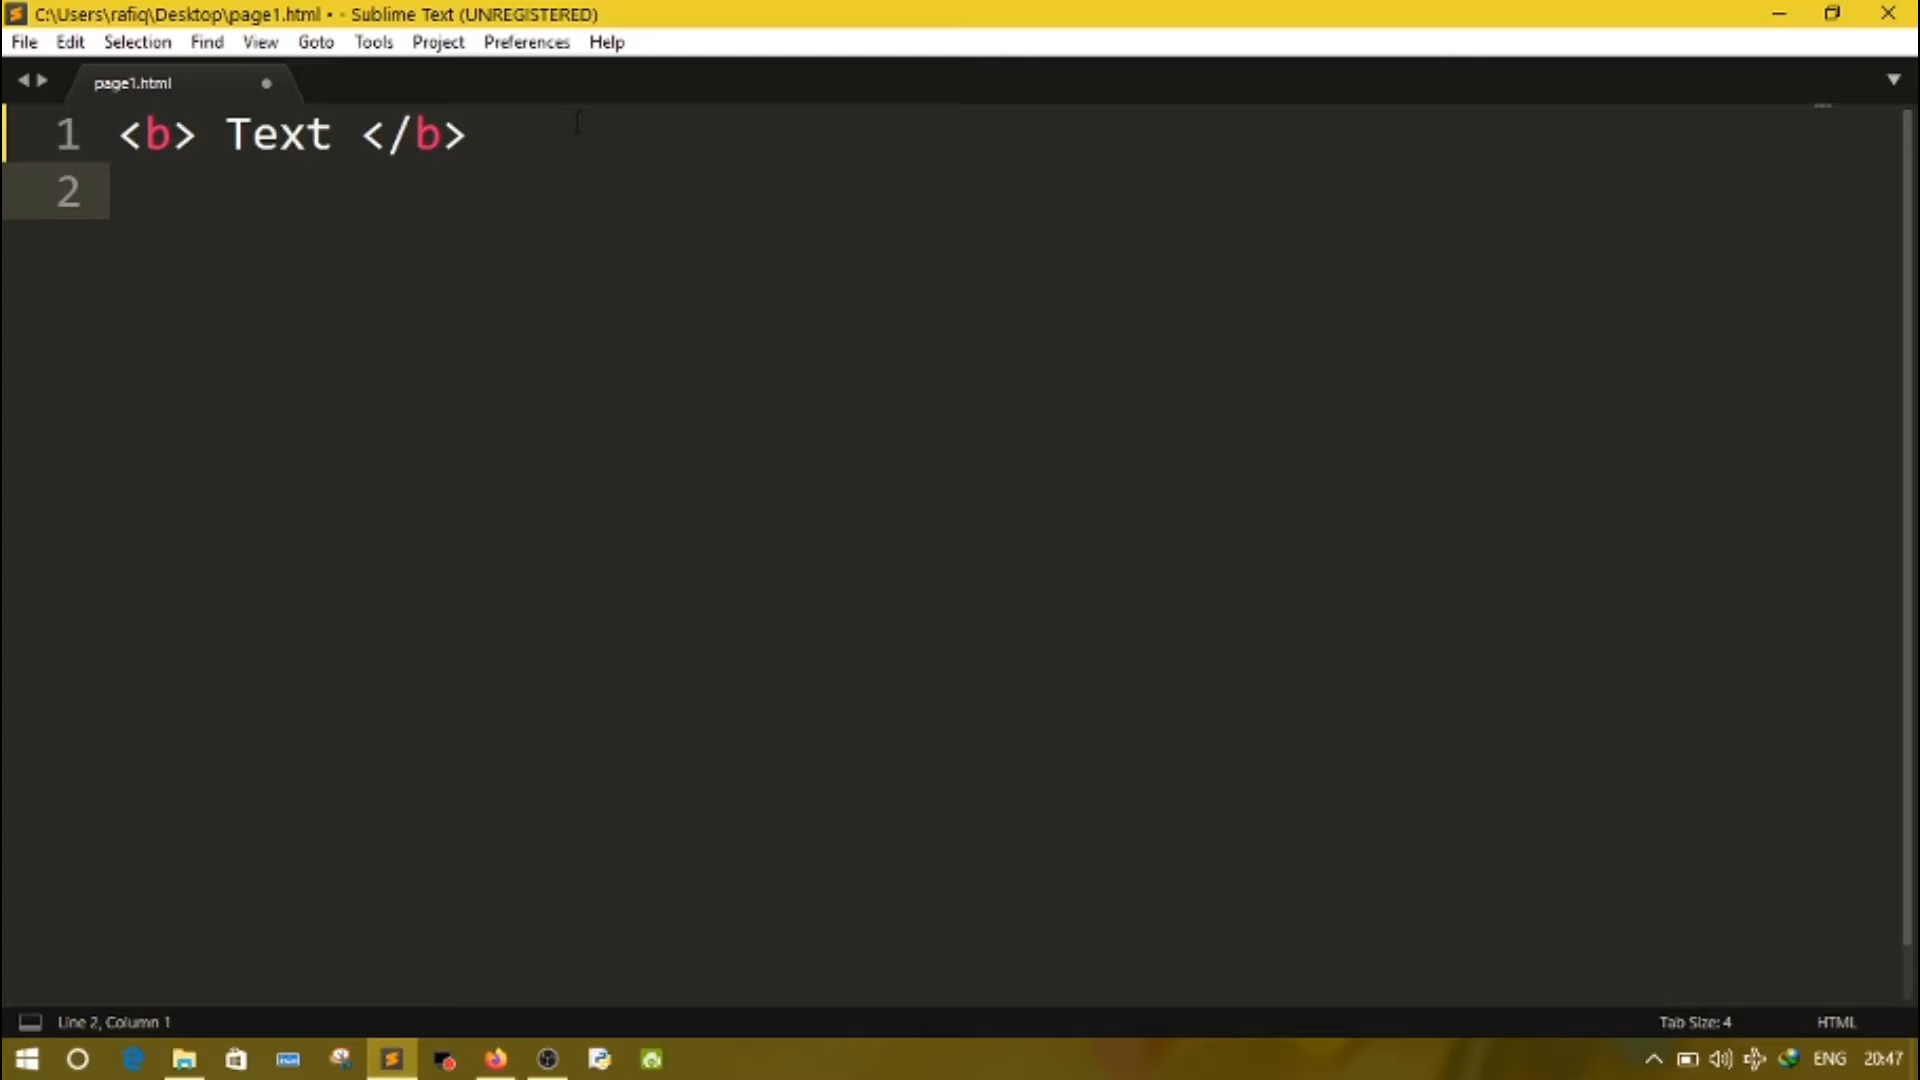 C:\Users\rafiq\Desktop\page1.html • - Sublime Text (UNREGISTERED)
File Edit Selection Find View Goto Tools Project Preferences Help
page1.html
1 <b> Text </b>
2
Line 2, Column 1 Tab Size: 4 HTML
ENG 20:47